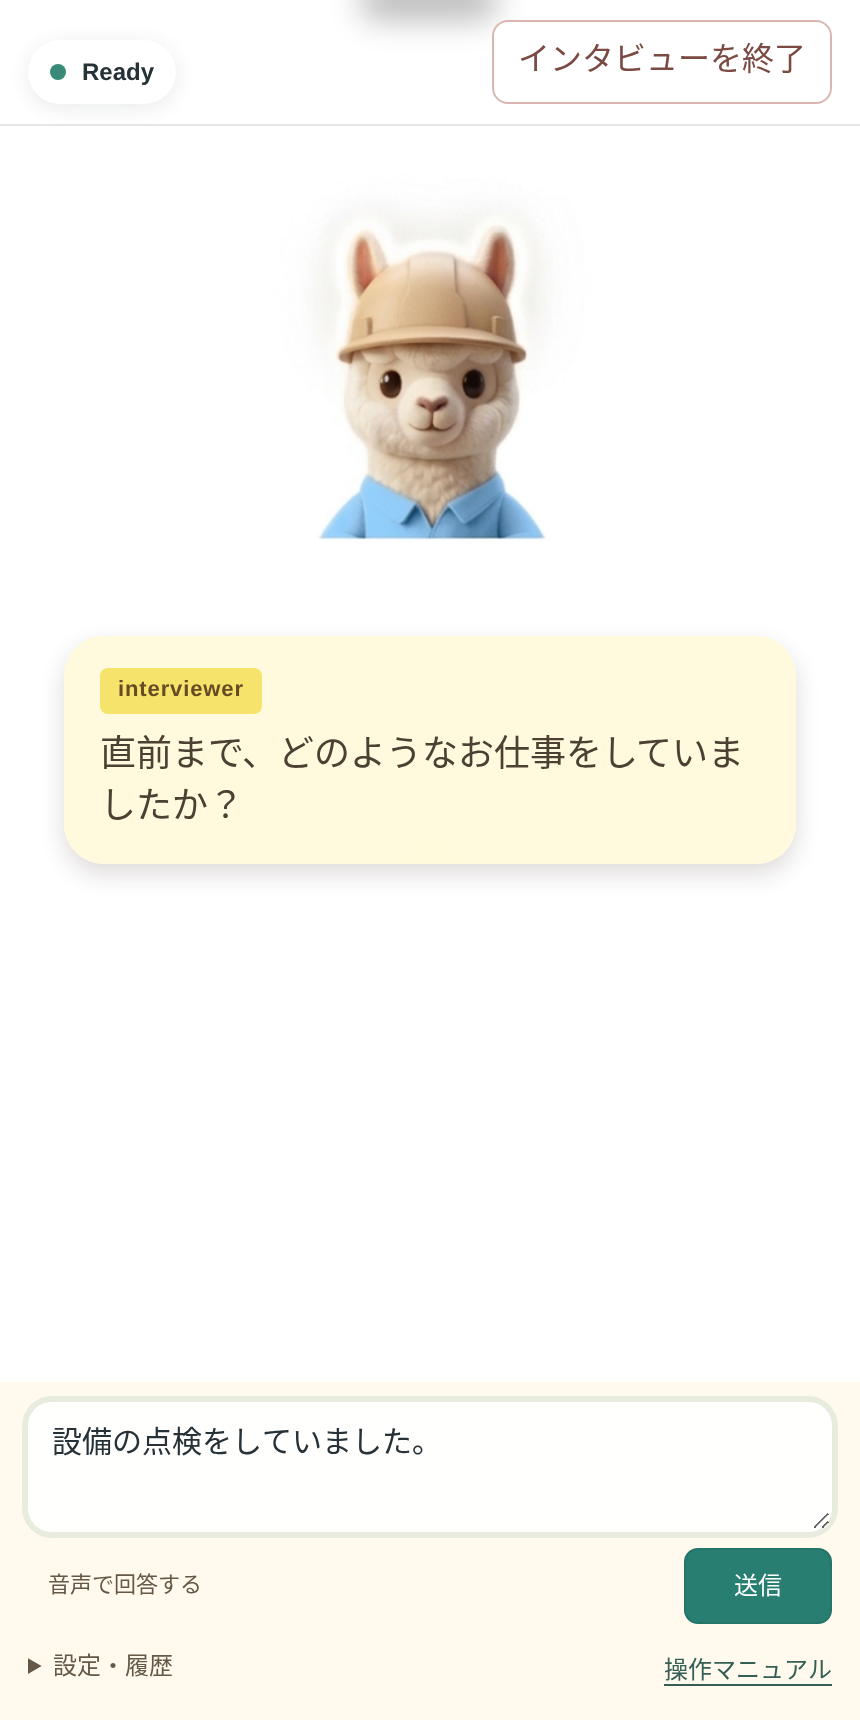 Ready
インタビューを終了
interviewer
直前まで、どのようなお仕事をしていま
したか？
設備の点検をしていました。
音声で回答する
送信
▶ 設定・履歴
操作マニュアル